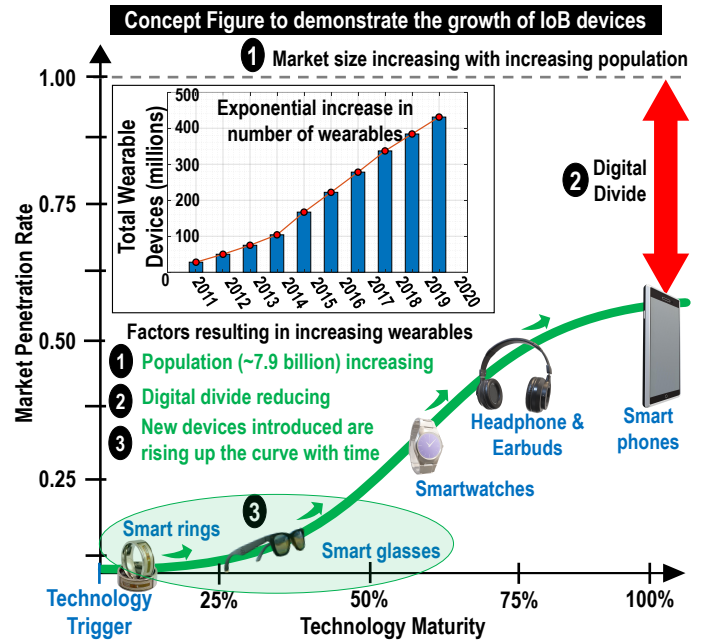 Concept Figure to demonstrate the growth of IoB devices
1 Market size increasing with increasing population
1.00
0.75
0.50
0.25
Market Penetration Rate
Exponential increase in
number of wearables
Total Wearable
Devices (millions)
500
400
300
200
100
0
2011
2012
2013
2014
2015
2016
2017
2018
2019
2020
2 Digital
Divide
Factors resulting in increasing wearables
1 Population (~7.9 billion) increasing
2 Digital divide reducing
3 New devices introduced are
rising up the curve with time
Headphone &
Earbuds
Smart
phones
Smartwatches
3
Smart rings
Smart glasses
Technology
Trigger
25%
50%
75%
100%
Technology Maturity